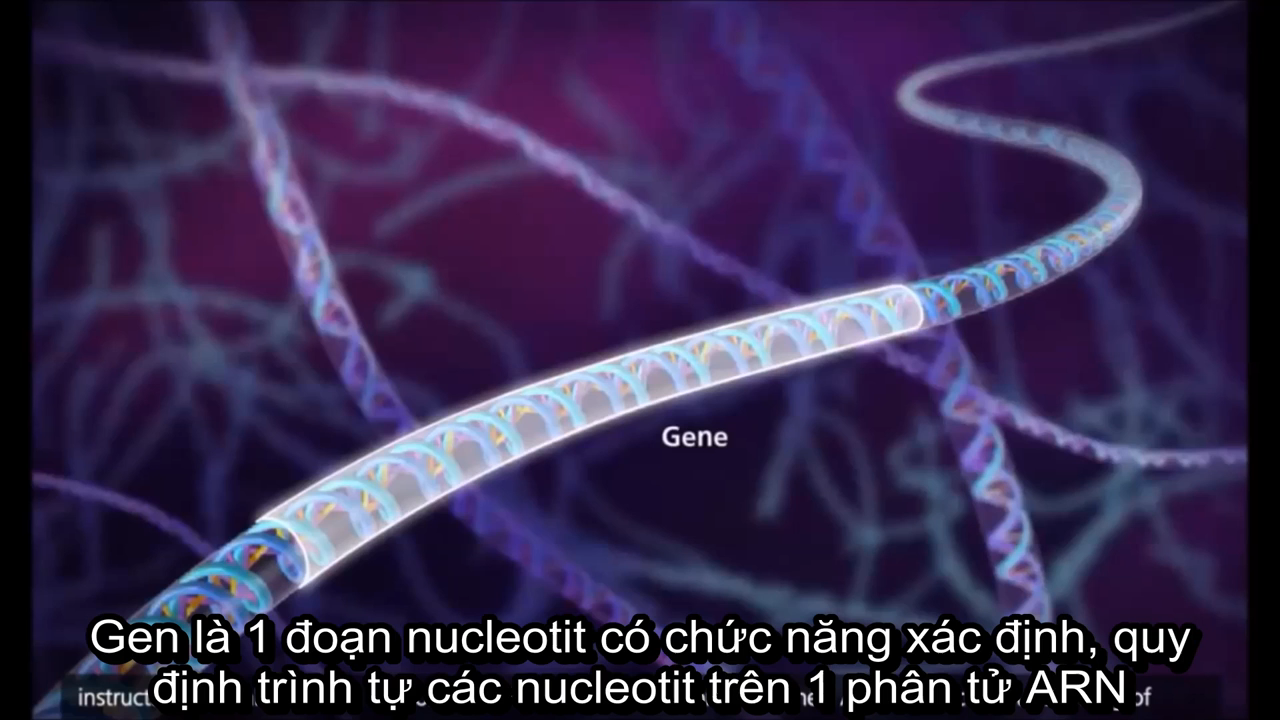 Gene
Gen là 1 đoạn nucleotit có chức năng xác định, quy
định trình tự các nucleotit trên 1 phân tử ARN